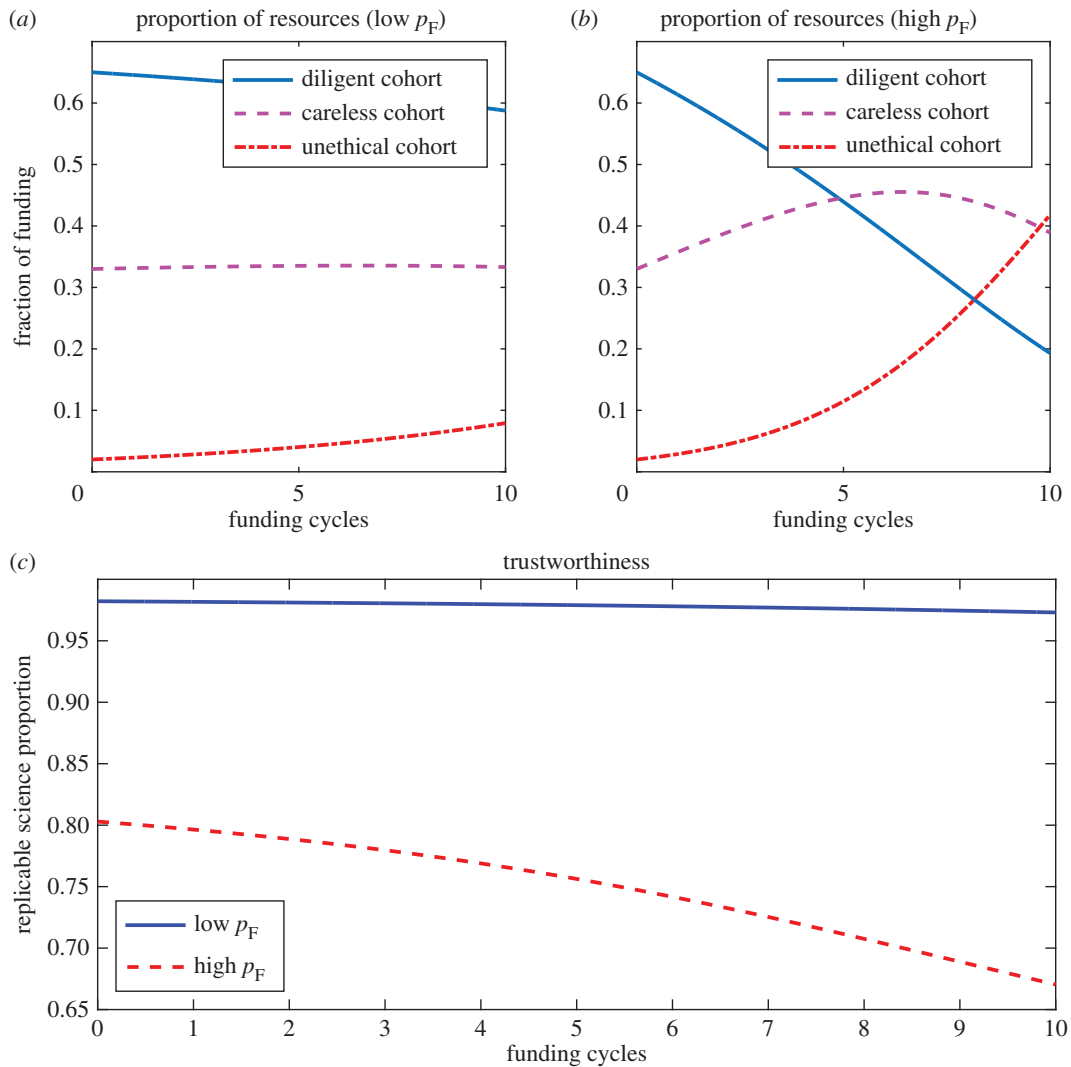 (a) proportion of resources (low pF)
diligent cohort
careless cohort
unethical cohort
fraction of funding
0.6
0.5
0.4
0.3
0.2
0.1
0 5 10
funding cycles
(b) proportion of resources (high pF)
diligent cohort
careless cohort
unethical cohort
0.6
0.5
0.4
0.3
0.2
0.1
0 5 10
funding cycles
(c) trustworthiness
replicable science proportion
0.95
0.90
0.85
0.80
0.75
0.70
0.65
low pF
high pF
0 1 2 3 4 5 6 7 8 9 10
funding cycles